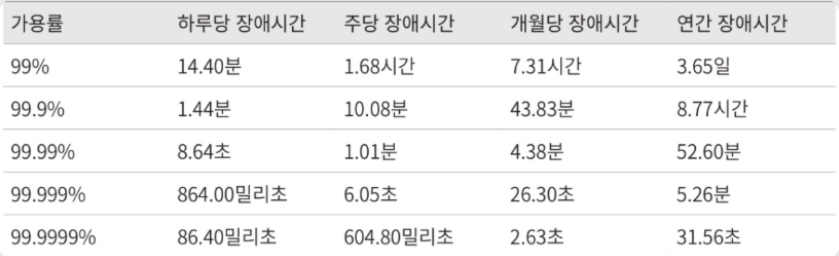 가용률 하루당 장애시간 주당 장애시간 개월당 장애시간 연간 장애시간
99% 14.40분 1.68시간 7.31시간 3.65일
99.9% 1.44분 10.08분 43.83분 8.77시간
99.99% 8.64초 1.01분 4.38분 52.60분
99.999% 864.00밀리초 6.05초 26.30초 5.26분
99.9999% 86.40밀리초 604.80밀리초 2.63초 31.56초